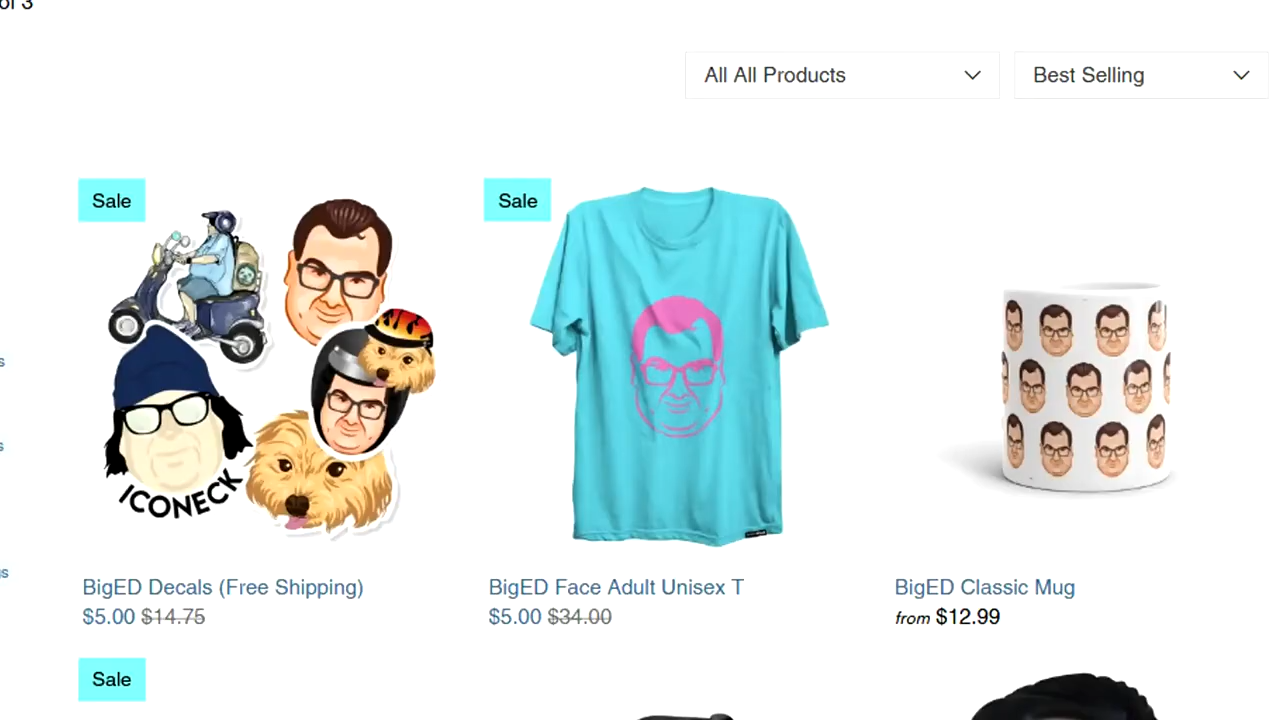 of 3
All All Products
Best Selling
Sale
Sale
ICONECK
BigED Decals (Free Shipping)
$5.00 $14.75
BigED Face Adult Unisex T
$5.00 $34.00
BigED Classic Mug
from $12.99
Sale